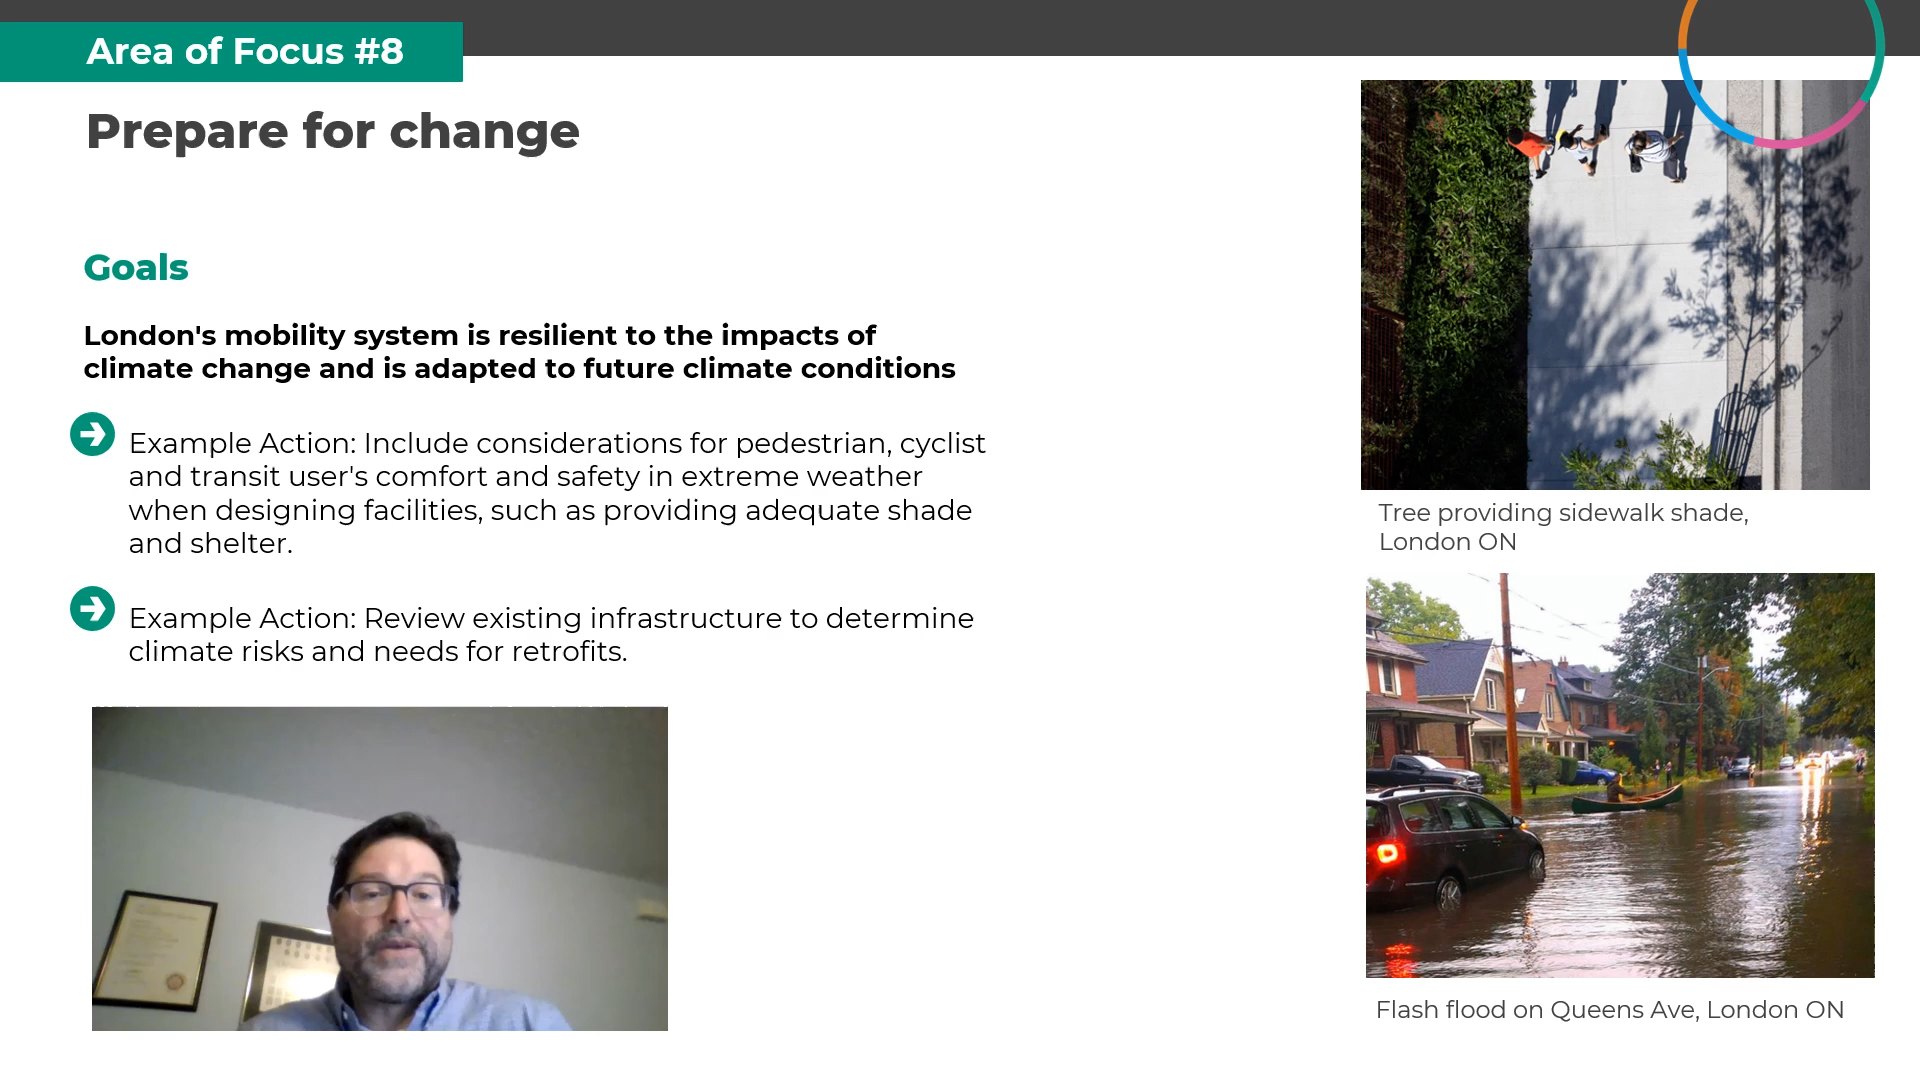 Area of Focus #8
Prepare for change
Goals
London's mobility system is resilient to the impacts of
climate change and is adapted to future climate conditions
Example Action: Include considerations for pedestrian, cyclist
and transit user's comfort and safety in extreme weather
when designing facilities, such as providing adequate shade
and shelter.
Example Action: Review existing infrastructure to determine
climate risks and needs for retrofits.
Tree providing sidewalk shade,
London ON
Flash flood on Queens Ave, London ON